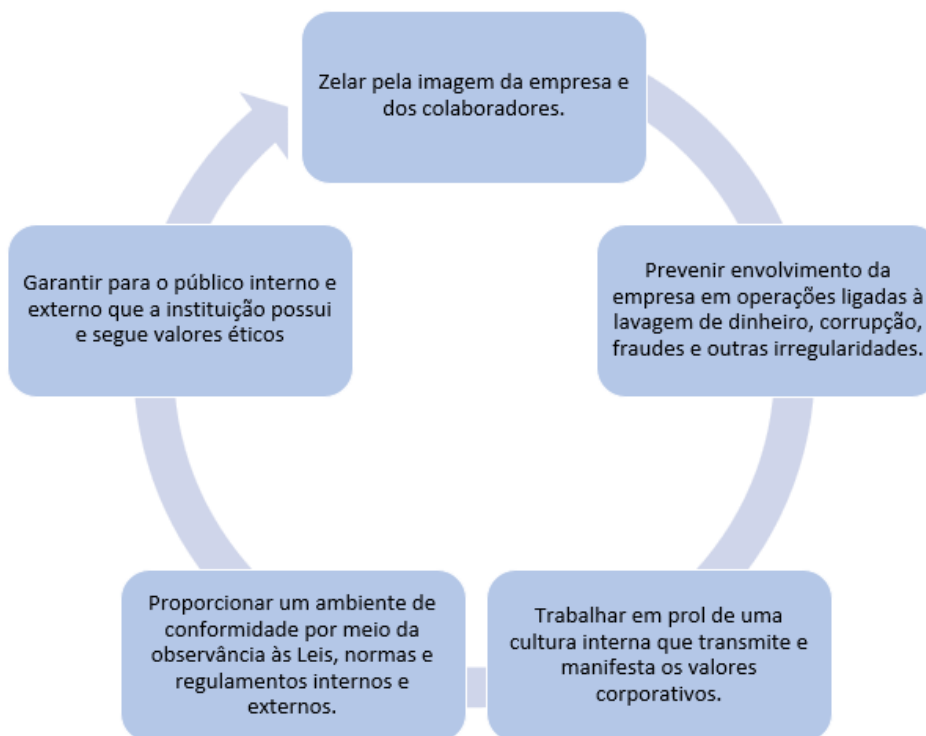 Zelar pela imagem da empresa e
dos colaboradores.
Prevenir envolvimento da
empresa em operações ligadas à
lavagem de dinheiro, corrupção,
fraudes e outras irregularidades.
Trabalhar em prol de uma
cultura interna que transmite e
manifesta os valores
corporativos.
Proporcionar um ambiente de
conformidade por meio da
observância às Leis, normas e
regulamentos internos e
externos.
Garantir para o público interno e
externo que a instituição possui
e segue valores éticos